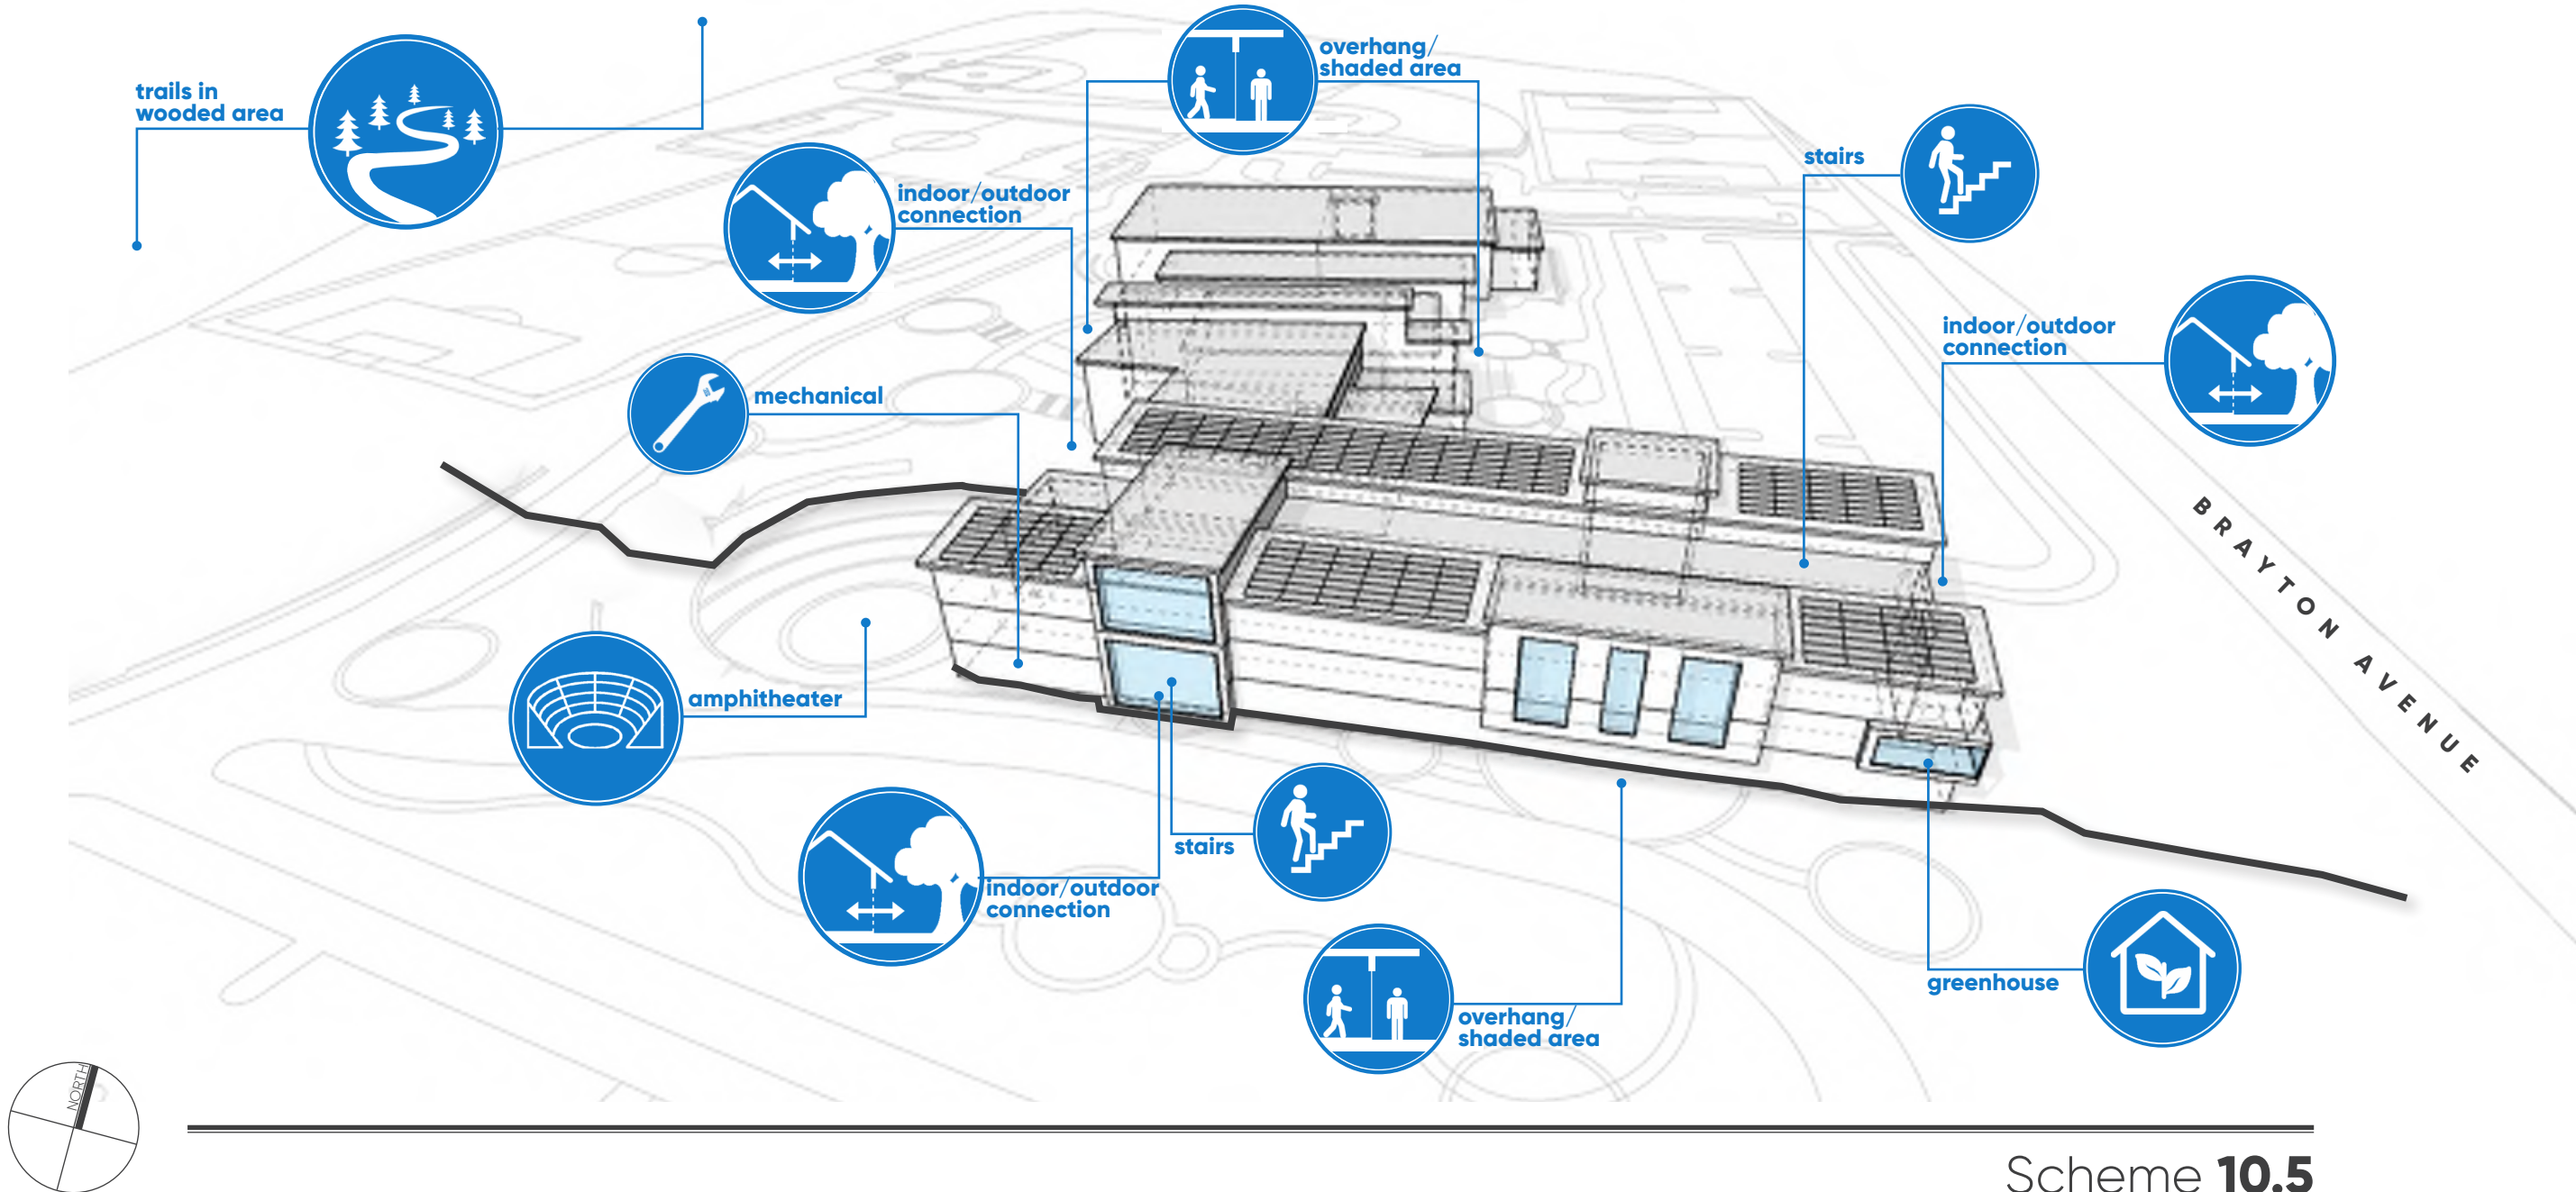 overhang/
shaded area
trails in
wooded area
stairs
indoor/outdoor
connection
indoor/outdoor
connection
mechanical
BRAYTON AVENUE
amphitheater
stairs
indoor/outdoor
connection
greenhouse
overhang/
shaded area
NORTH
Scheme 10.5